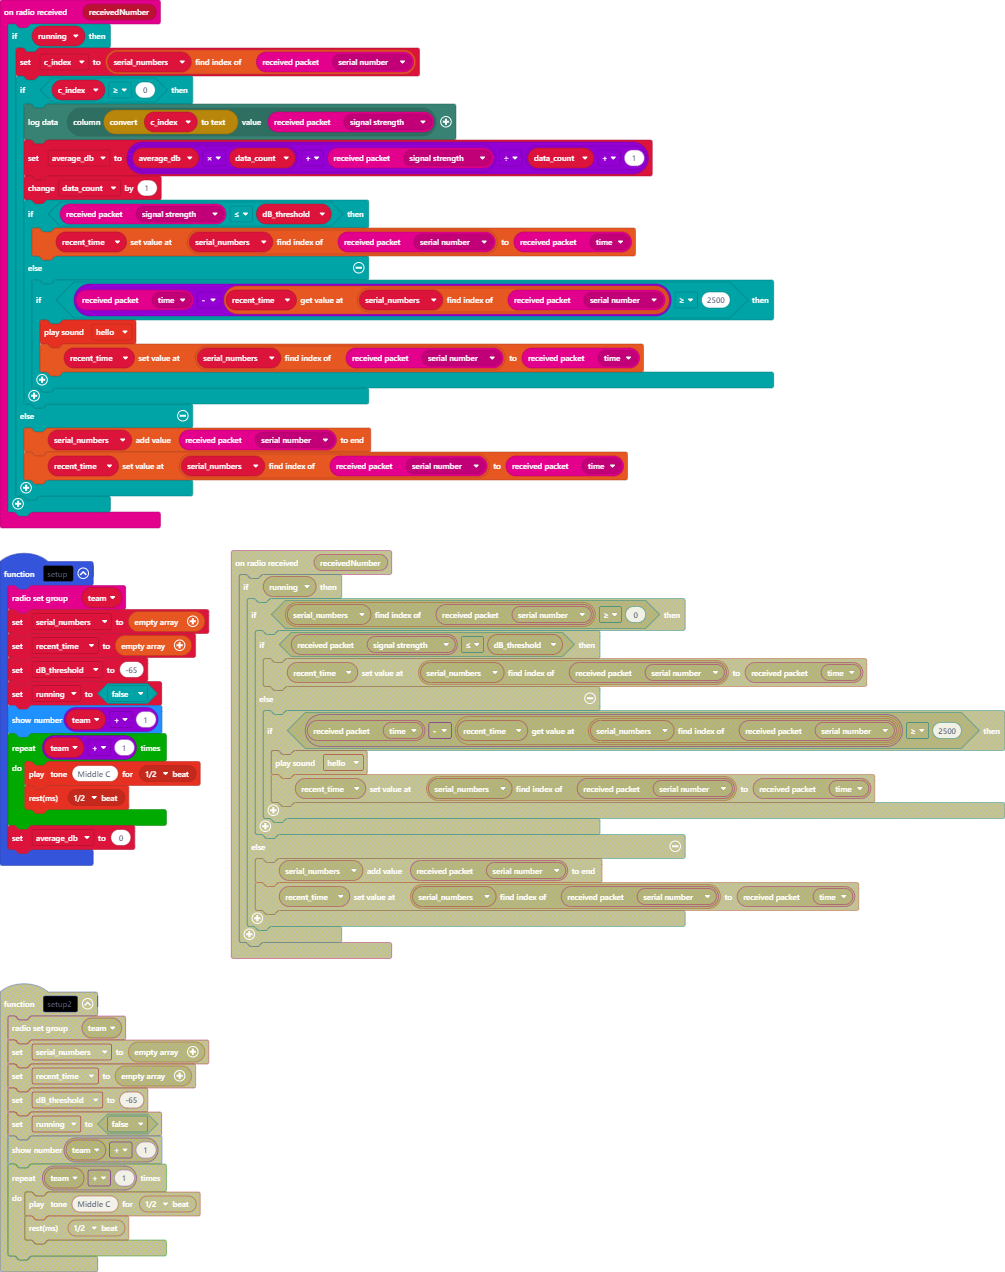 on radio received receivedNumber
if running then
set c_index to serial_numbers find index of received packet serial number
if c_index ≥ 0 then
log data column convert c_index to text value received packet signal strength
set average_db to average_db × data_count + received packet signal strength ÷ data_count + 1
change data_count by 1
if received packet signal strength ≤ dB_threshold then
recent_time set value at serial_numbers find index of received packet serial number to received packet time
else
if received packet time - recent_time get value at serial_numbers find index of received packet serial number ≥ 2500 then
play sound hello
recent_time set value at serial_numbers find index of received packet serial number to received packet time
else
serial_numbers add value received packet serial number to end
recent_time set value at serial_numbers find index of received packet serial number to received packet time
function setup
radio set group team
set serial_numbers to empty array
set recent_time to empty array
set dB_threshold to -65
set running to false
show number team + 1
repeat team + 1 times
do play tone Middle C for 1/2 beat
rest(ms) 1/2 beat
set average_db to 0
on radio received receivedNumber
if running then
if serial_numbers find index of received packet serial number ≥ 0 then
if received packet signal strength ≤ dB_threshold then
recent_time set value at serial_numbers find index of received packet serial number to received packet time
else
if received packet time - recent_time get value at serial_numbers find index of received packet serial number ≥ 2500 then
play sound hello
recent_time set value at serial_numbers find index of received packet serial number to received packet time
else
serial_numbers add value received packet serial number to end
recent_time set value at serial_numbers find index of received packet serial number to received packet time
function setup2
radio set group team
set serial_numbers to empty array
set recent_time to empty array
set dB_threshold to -65
set running to false
show number team + 1
repeat team + 1 times
do play tone Middle C for 1/2 beat
rest(ms) 1/2 beat